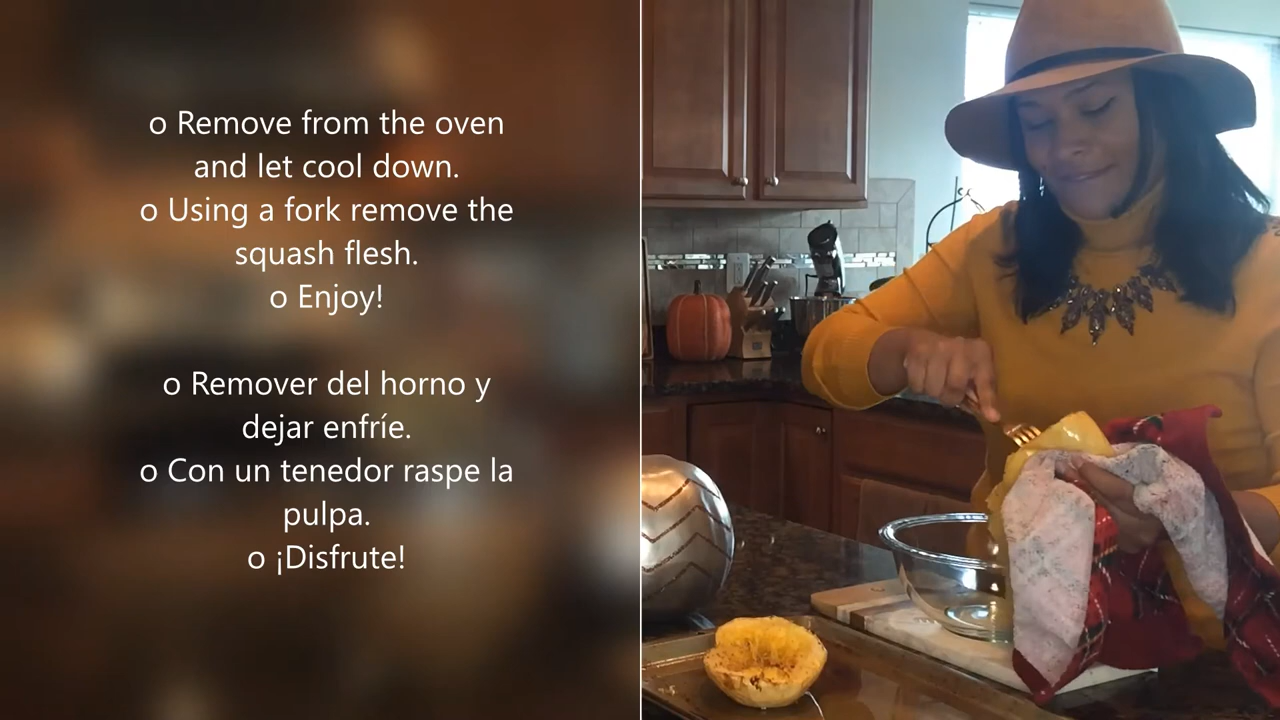 o Remove from the oven
and let cool down.
o Using a fork remove the
squash flesh.
o Enjoy!
o Remover del horno y
dejar enfríe.
o Con un tenedor raspe la
pulpa.
o ¡Disfrute!